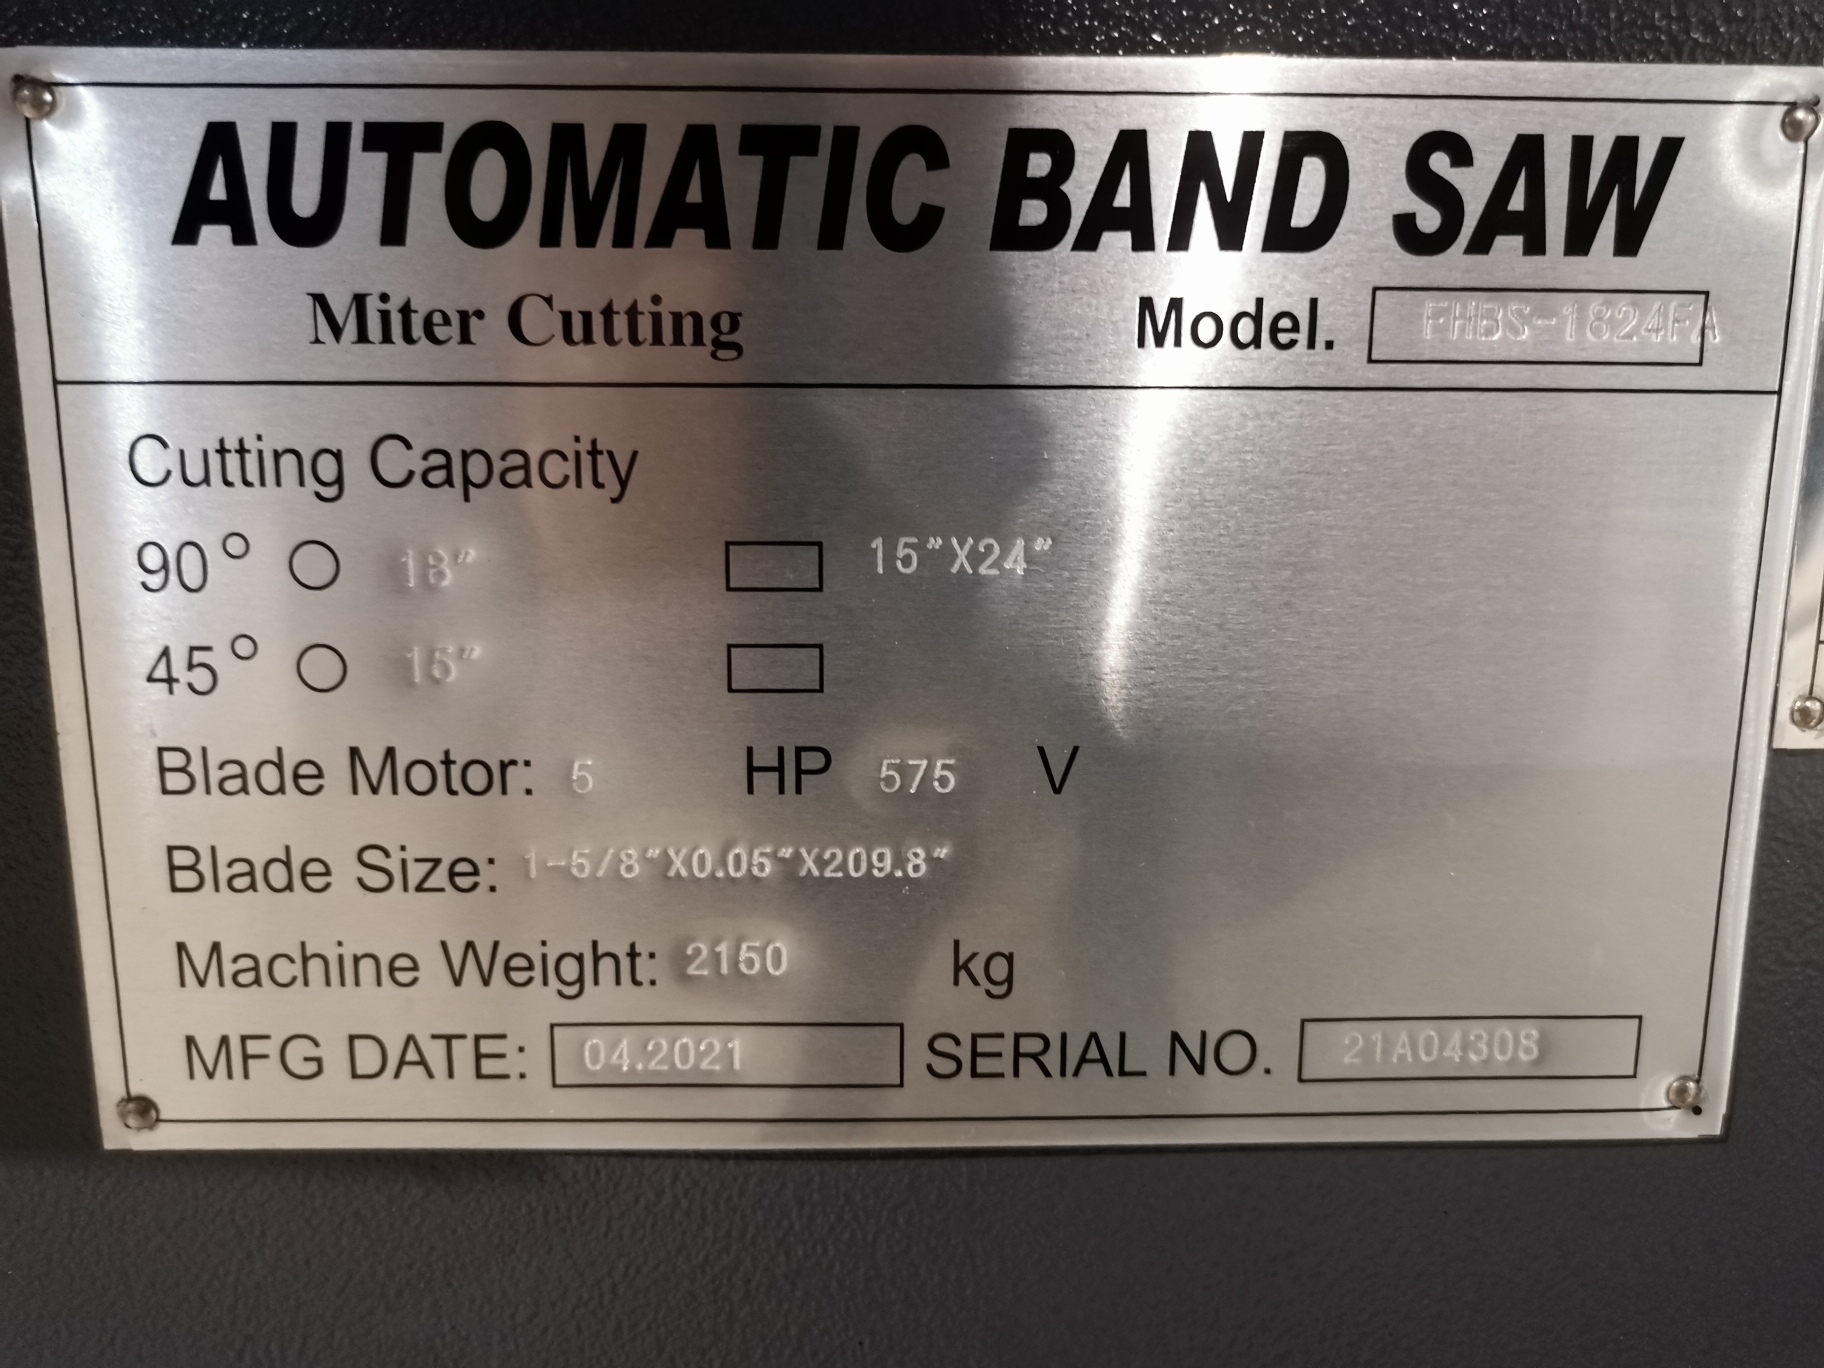 AUTOMATIC BAND SAW
Miter Cutting Model. FHBS-1824FA
Cutting Capacity
90° ○ 18" ▭ 15"X24"
45° ○ 15" ▭
Blade Motor: 5 HP 575 V
Blade Size: 1-5/8"X0.05"X209.8"
Machine Weight: 2150 kg
MFG DATE: 04.2021 SERIAL NO. 21A04308